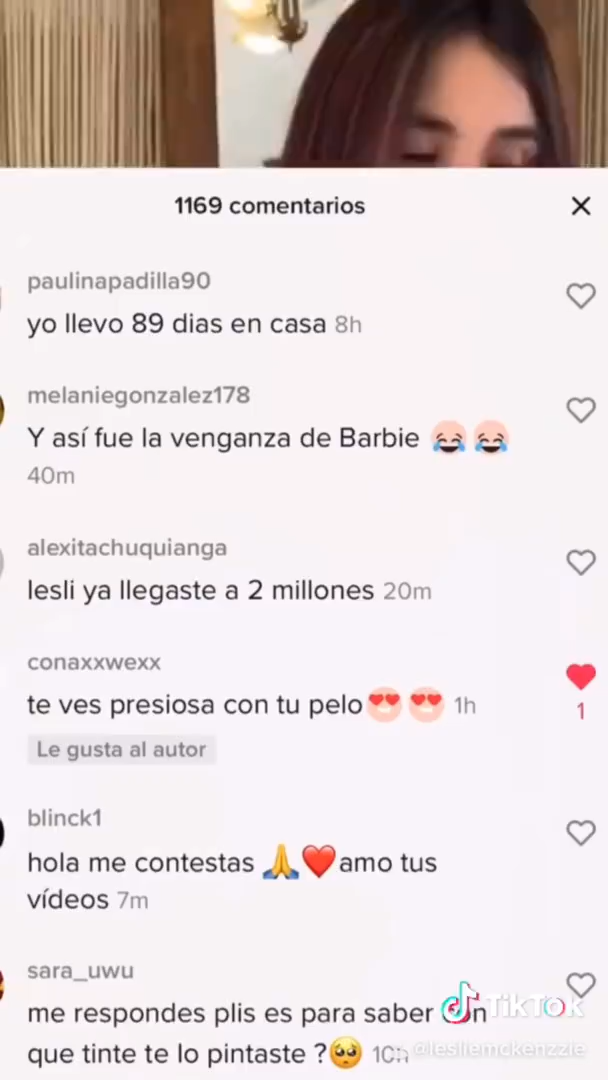 1169 comentarios
paulinapadilla90
yo llevo 89 dias en casa 8h
melaniegonzalez178
Y así fue la venganza de Barbie 😂 😂
40m
alexitachuquianga
lesli ya llegaste a 2 millones 20m
conaxxwexx
te ves presiosa con tu pelo😍 😍 1h
1
Le gusta al autor
blinck1
hola me contestas 🙏❤️amo tus
vídeos 7m
sara_uwu
me respondes plis es para saber con
que tinte te lo pintaste ?🥺 10h
TikTok
@lesliemckenzzie